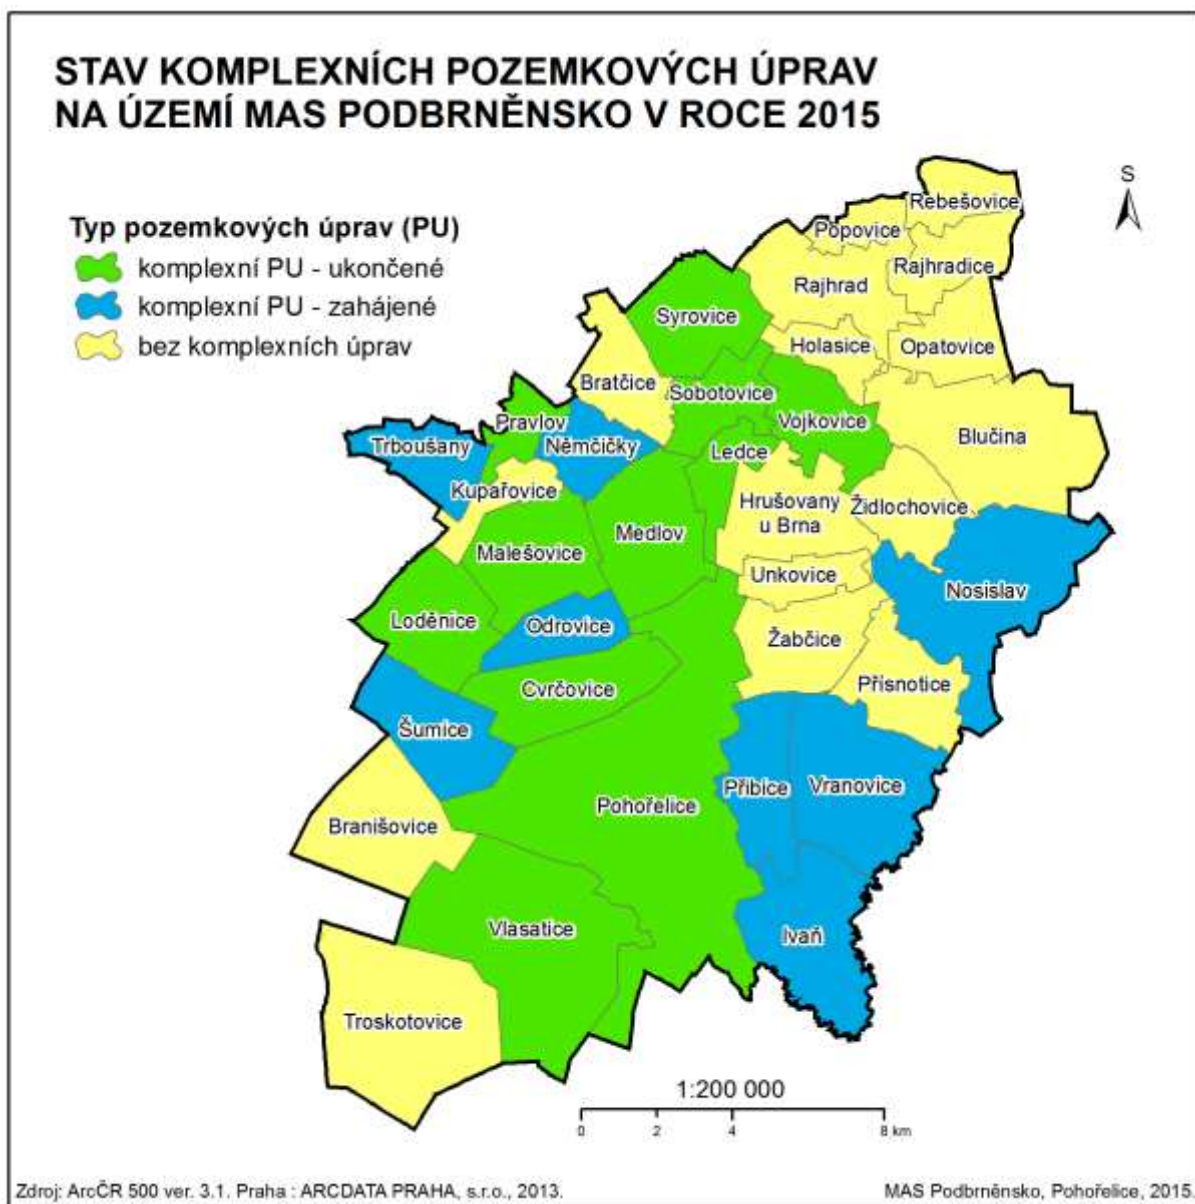 STAV KOMPLEXNÍCH POZEMKOVÝCH ÚPRAV
NA ÚZEMÍ MAS PODBRNĚNSKO V ROCE 2015
S
Typ pozemkových úprav (PU)
komplexní PU - ukončené
komplexní PU - zahájené
bez komplexních úprav
Rebešovice
Popovice
Rajhradice
Rajhrad
Syrovice
Holasice
Opatovice
Bratčice
Sobotovice
Pravlov
Vojkovice
Blučina
Trboušany
Němčičky
Ledce
Kupařovice
Hrušovany
u Brna
Židlochovice
Medlov
Malešovice
Unkovice
Nosislav
Loděnice
Odrovice
Žabčice
Cvrčovice
Přísnotice
Šumice
Přibice
Vranovice
Pohořelice
Branišovice
Vlasatice
Ivaň
Troskotovice
1:200 000
0 2 4 8 km
Zdroj: ArcČR 500 ver. 3.1. Praha : ARCDATA PRAHA, s.r.o., 2013.
MAS Podbrněnsko, Pohořelice, 2015